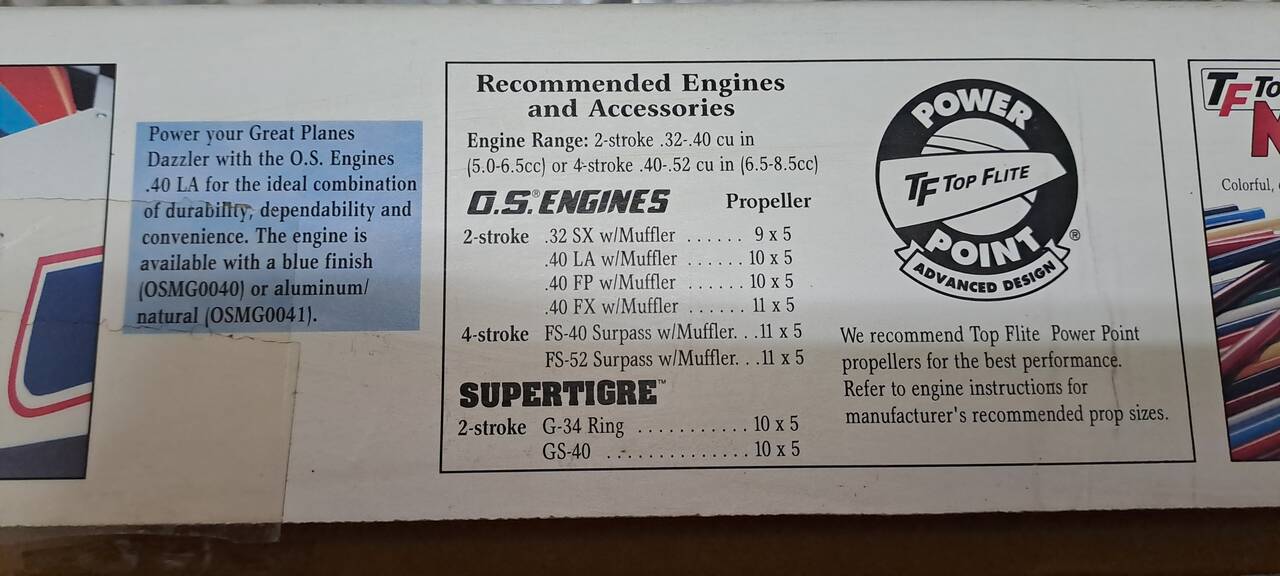 Power your Great Planes
Dazzler with the O.S. Engines
.40 LA for the ideal combination
of durability, dependability and
convenience. The engine is
available with a blue finish
(OSMG0040) or aluminum/
natural (OSMG0041).
Recommended Engines
and Accessories
Engine Range: 2-stroke .32-.40 cu in
(5.0-6.5cc) or 4-stroke .40-.52 cu in (6.5-8.5cc)
O.S.® ENGINES Propeller
2-stroke .32 SX w/Muffler ...... 9 x 5
.40 LA w/Muffler ...... 10 x 5
.40 FP w/Muffler ...... 10 x 5
.40 FX w/Muffler ...... 11 x 5
4-stroke FS-40 Surpass w/Muffler. . .11 x 5
FS-52 Surpass w/Muffler. . .11 x 5
SUPERTIGRE™
2-stroke G-34 Ring ........... 10 x 5
GS-40 ............. 10 x 5
POWER
TF TOP FLITE
POINT®
ADVANCED DESIGN
We recommend Top Flite Power Point
propellers for the best performance.
Refer to engine instructions for
manufacturer's recommended prop sizes.
TF
Colorful,